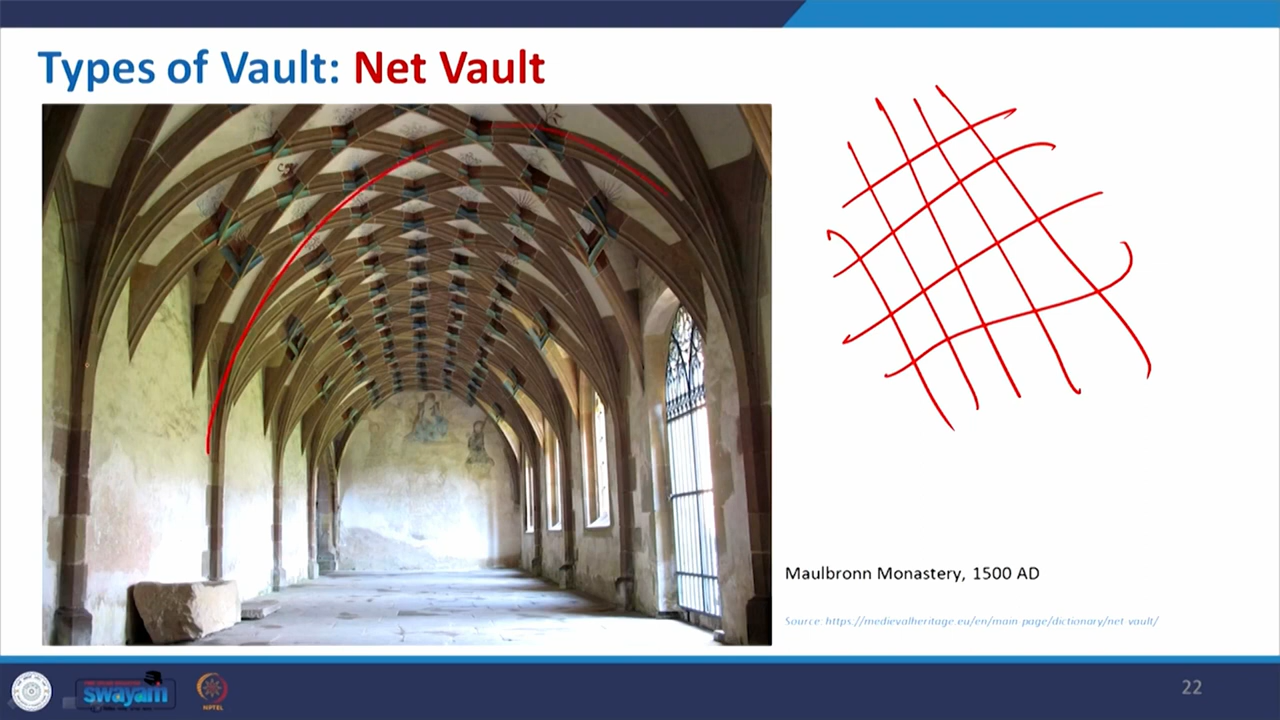 Types of Vault: Net Vault
Maulbronn Monastery, 1500 AD
Source: https://medievalheritage.eu/en/main-page/dictionary/net-vault/
swayam
NPTEL
22